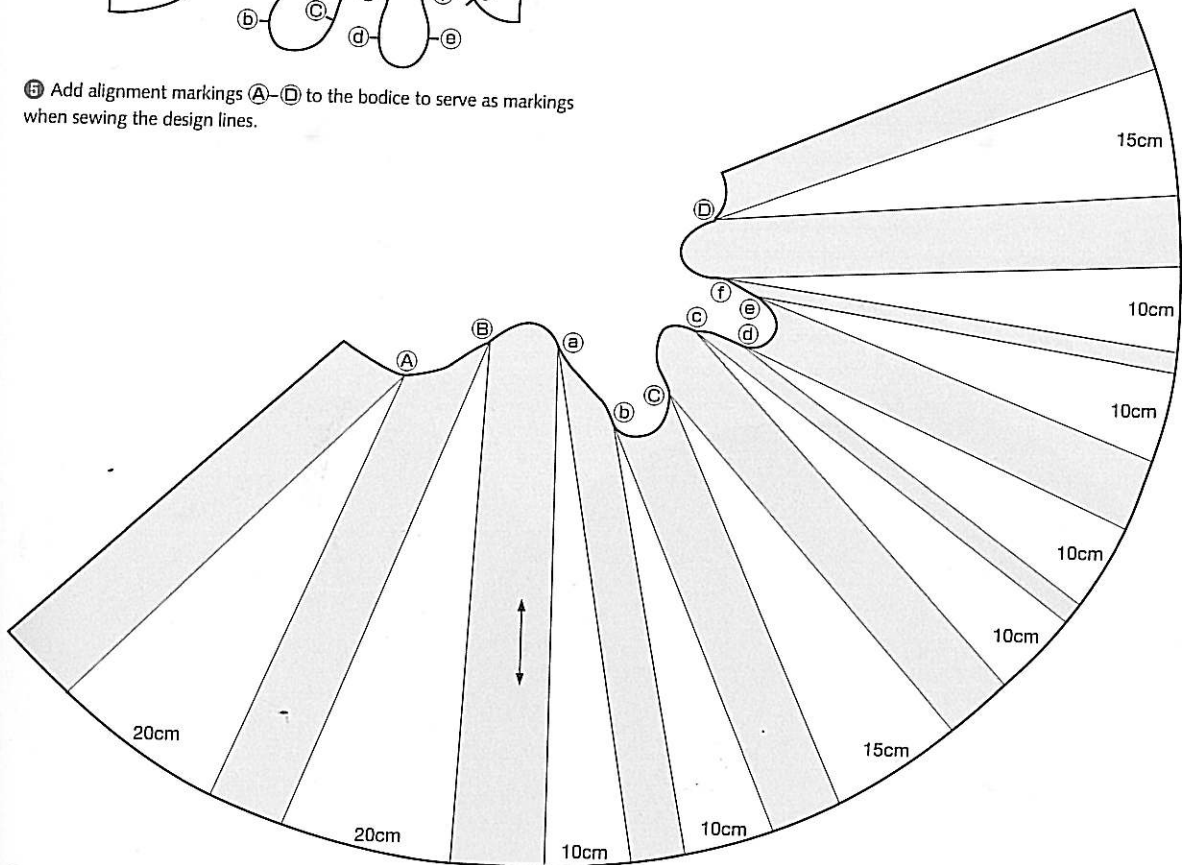 ⓑ
Ⓒ
ⓓ
ⓔ
❺ Add alignment markings Ⓐ–Ⓓ to the bodice to serve as markings
when sewing the design lines.
15cm
Ⓓ
ⓕ
ⓔ
10cm
ⓒ
ⓓ
Ⓑ
ⓐ
Ⓐ
Ⓒ
ⓑ
10cm
10cm
10cm
20cm
15cm
20cm
10cm
10cm